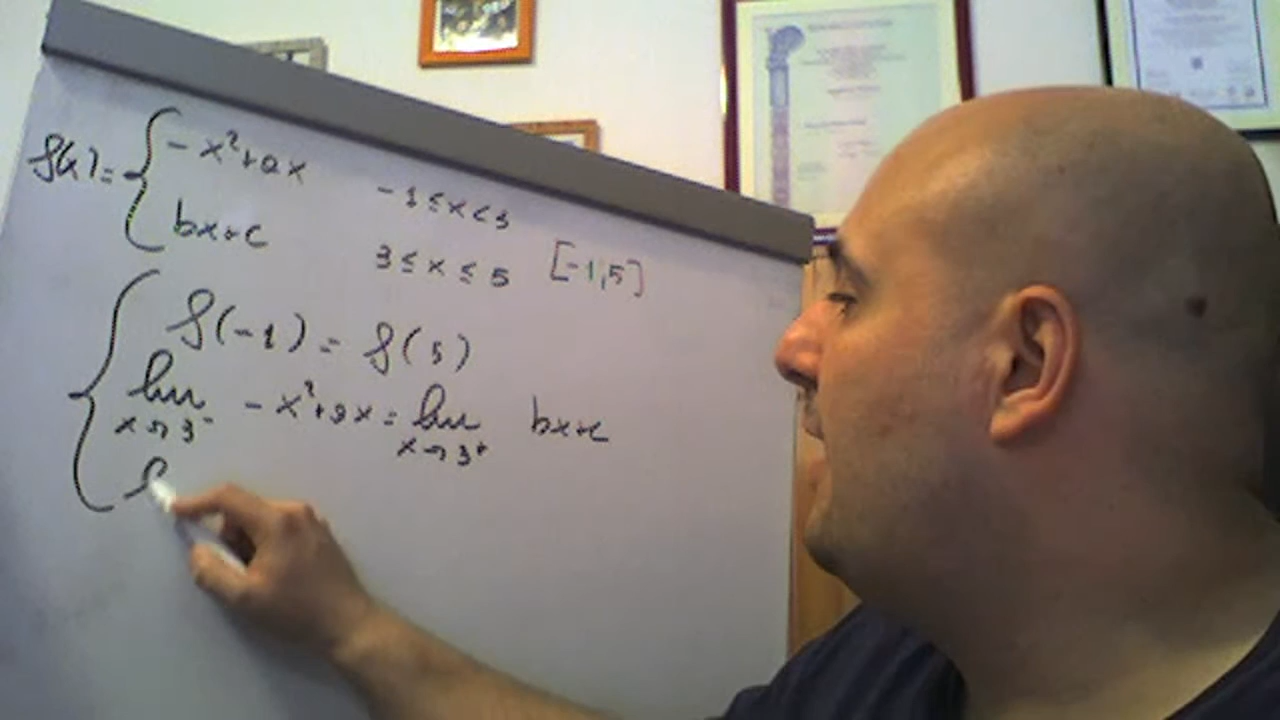 f(x) = { -x²+ax -1 ≤ x < 3
bx+c 3 ≤ x ≤ 5 [-1,5]
{ f(-1) = f(5)
lim x→3⁻ -x²+ax = lim x→3⁺ bx+c
f